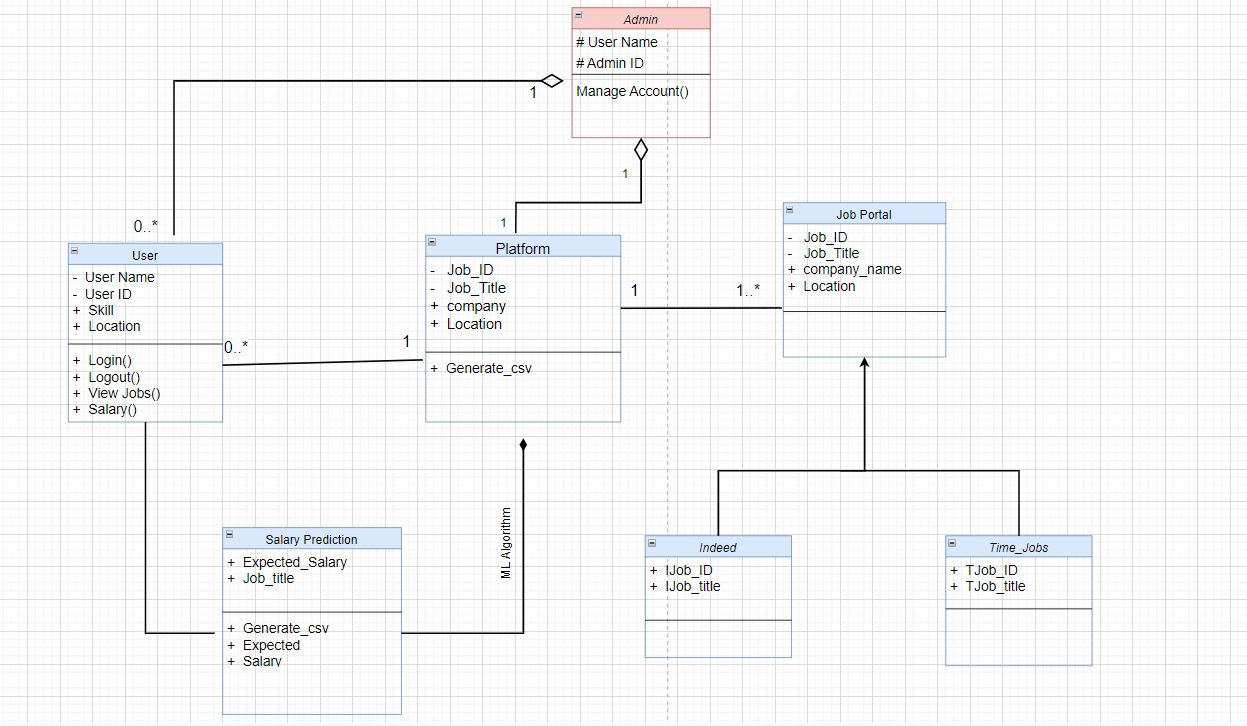 Admin
# User Name
# Admin ID
Manage Account()
1
1
0..*
1
User
- User Name
- User ID
+ Skill
+ Location
+ Login()
+ Logout()
+ View Jobs()
+ Salary()
0..*
1
Platform
- Job_ID
- Job_Title
+ company
+ Location
+ Generate_csv
1
1..*
Job Portal
- Job_ID
- Job_Title
+ company_name
+ Location
ML Algorithm
Salary Prediction
+ Expected_Salary
+ Job_title
+ Generate_csv
+ Expected
+ Salary
Indeed
+ IJob_ID
+ IJob_title
Time_Jobs
+ TJob_ID
+ TJob_title